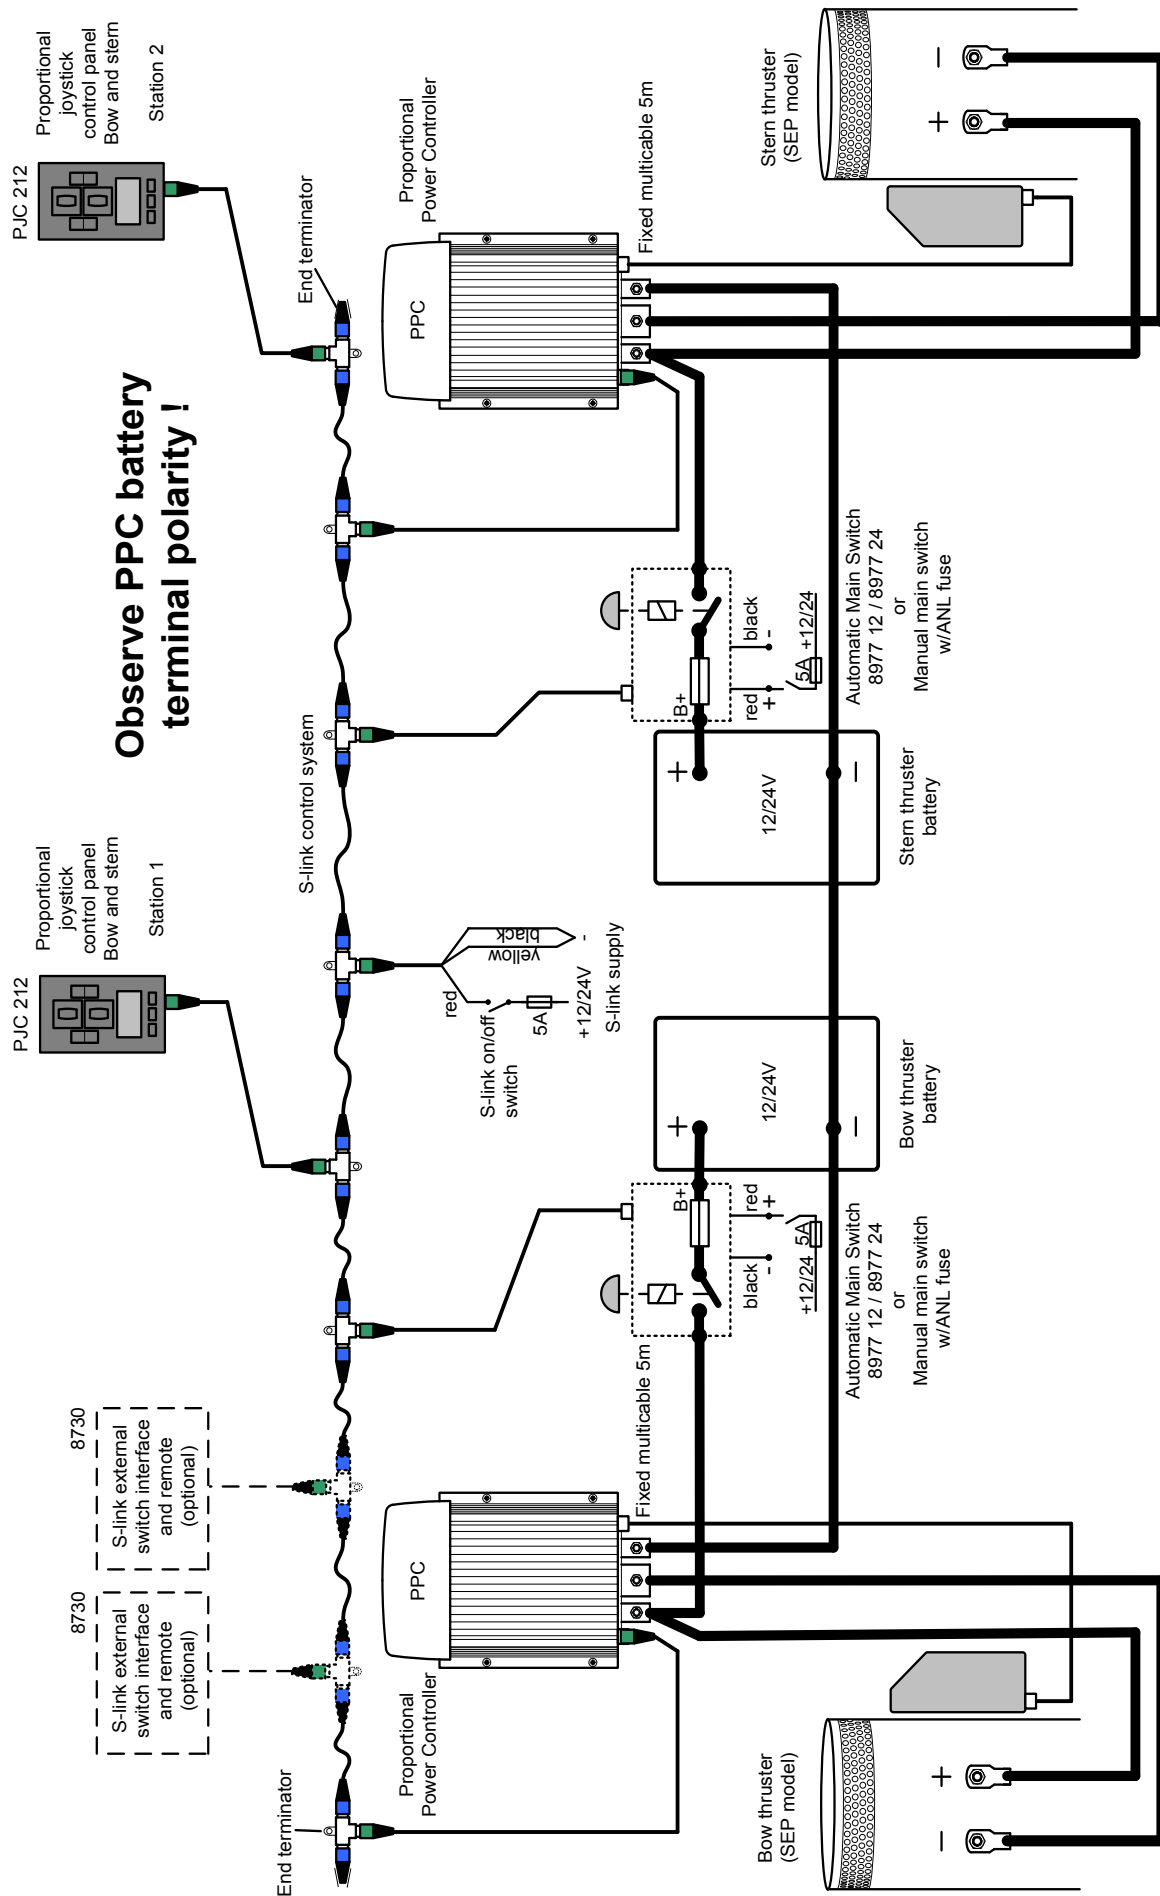 PJC 212
Proportional
joystick
control panel
Bow and stern
Station 1
PJC 212
Proportional
joystick
control panel
Bow and stern
Station 2
Observe PPC battery
terminal polarity !
8730
S-link external
switch interface
and remote
(optional)
8730
S-link external
switch interface
and remote
(optional)
End terminator
S-link control system
End terminator
PPC
Proportional
Power Controller
Fixed multicable 5m
red
yellow
black
S-link on/off
switch
5A
+12/24V
-
S-link supply
PPC
Proportional
Power Controller
Fixed multicable 5m
B+
black
-
red
+
+12/24
5A
Automatic Main Switch
8977 12 / 8977 24
or
Manual main switch
w/ANL fuse
+
12/24V
-
Bow thruster
battery
+
12/24V
-
Stern thruster
battery
B+
red
+
black
-
5A
+12/24
Automatic Main Switch
8977 12 / 8977 24
or
Manual main switch
w/ANL fuse
Bow thruster
(SEP model)
- +
Stern thruster
(SEP model)
+ -